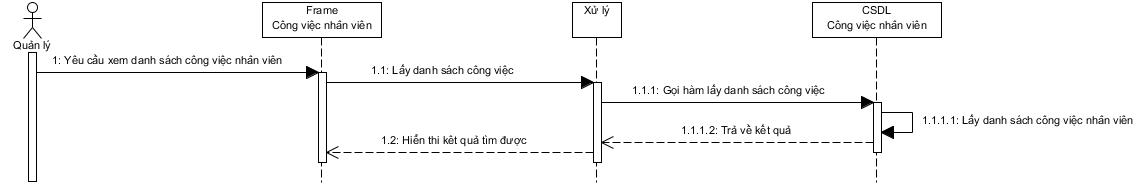 Frame
Công việc nhân viên
Xử lý
CSDL
Công việc nhân viên
Quản lý
1: Yêu cầu xem danh sách công việc nhân viên
1.1: Lấy danh sách công việc
1.1.1: Gọi hàm lấy danh sách công việc
1.1.1.1: Lấy danh sách công việc nhân viên
1.1.1.2: Trả về kết quả
1.2: Hiển thi kêt quả tìm được